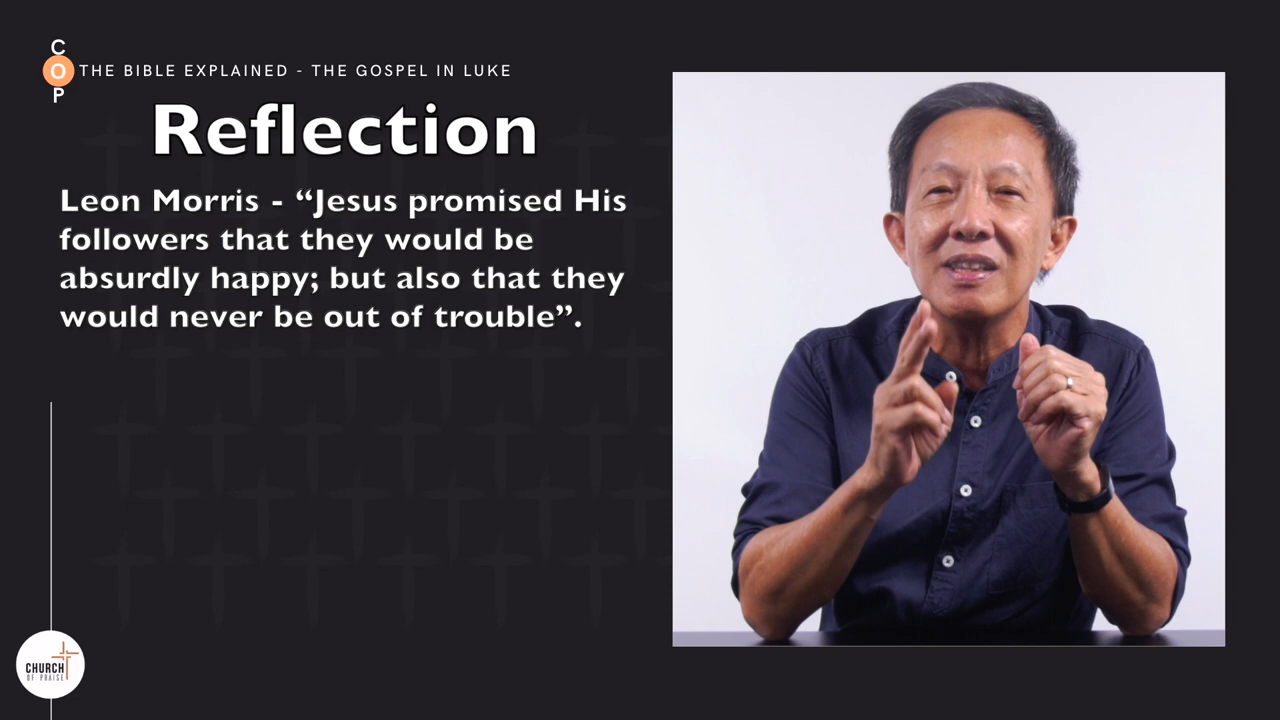 C
O
P
THE BIBLE EXPLAINED - THE GOSPEL IN LUKE
Reflection
Leon Morris - “Jesus promised His
followers that they would be
absurdly happy; but also that they
would never be out of trouble”.
CHURCH
OF PRAISE